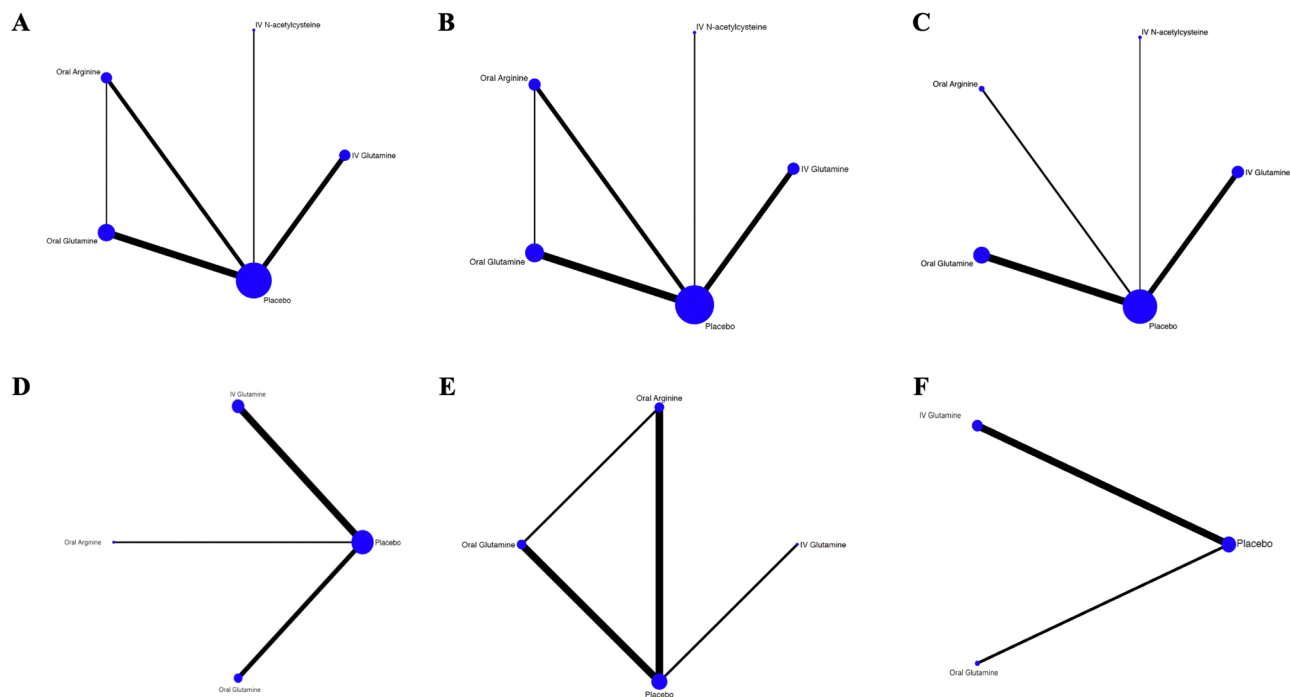 A
IV N-acetylcysteine
Oral Arginine
IV Glutamine
Oral Glutamine
Placebo
B
IV N-acetylcysteine
Oral Arginine
IV Glutamine
Oral Glutamine
Placebo
C
IV N-acetylcysteine
Oral Arginine
IV Glutamine
Oral Glutamine
Placebo
D
IV Glutamine
Oral Arginine
Placebo
Oral Glutamine
E
Oral Arginine
Oral Glutamine
IV Glutamine
Placebo
F
IV Glutamine
Placebo
Oral Glutamine